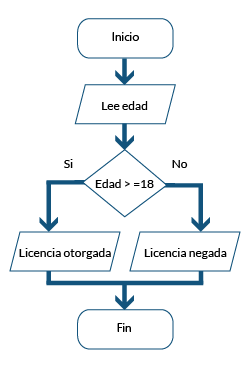 Inicio
Lee edad
Si
No
Edad > =18
Licencia otorgada
Licencia negada
Fin